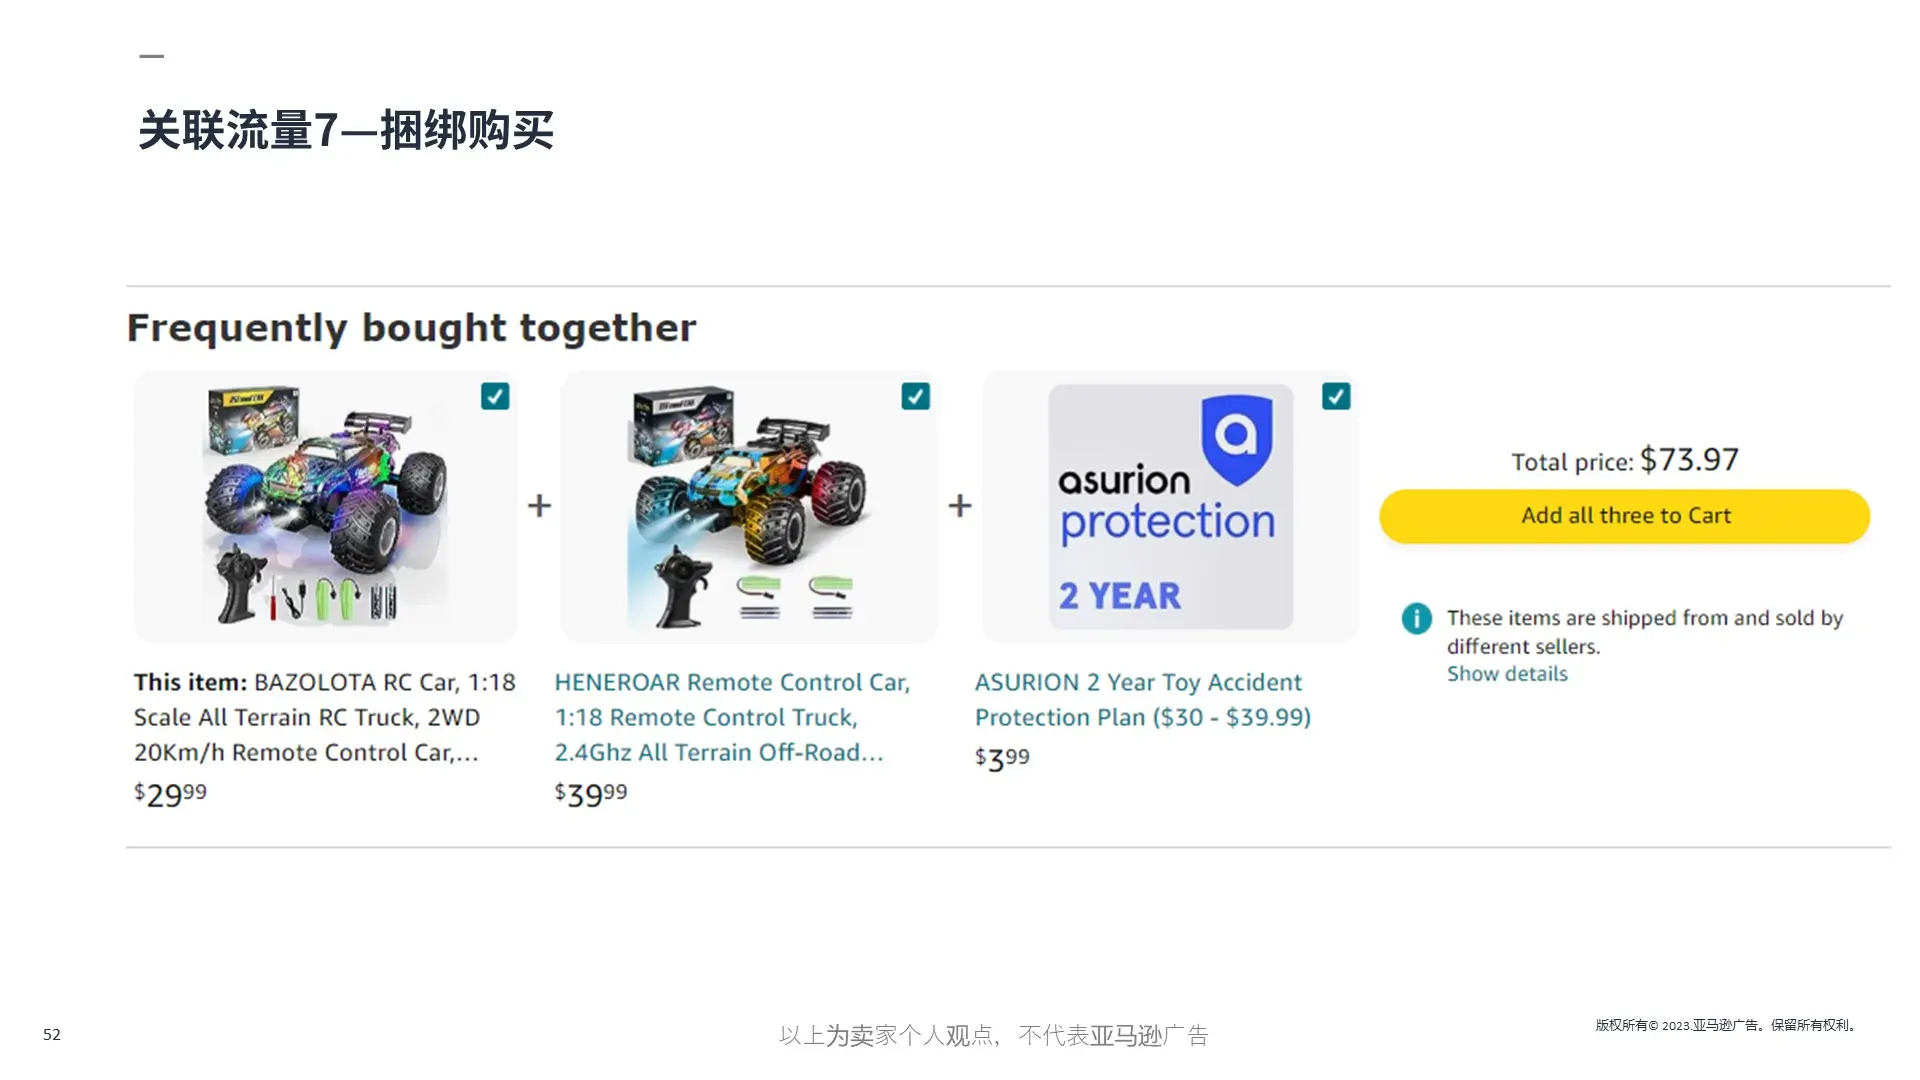 关联流量7—捆绑购买
Frequently bought together
asurion
protection
2 YEAR
This item: BAZOLOTA RC Car, 1:18
Scale All Terrain RC Truck, 2WD
20Km/h Remote Control Car,...
$29⁹⁹
HENEROAR Remote Control Car,
1:18 Remote Control Truck,
2.4Ghz All Terrain Off-Road...
$39⁹⁹
ASURION 2 Year Toy Accident
Protection Plan ($30 - $39.99)
$3⁹⁹
Total price: $73.97
Add all three to Cart
These items are shipped from and sold by
different sellers.
Show details
52
以上为卖家个人观点，不代表亚马逊广告
版权所有© 2023.亚马逊广告。保留所有权利。